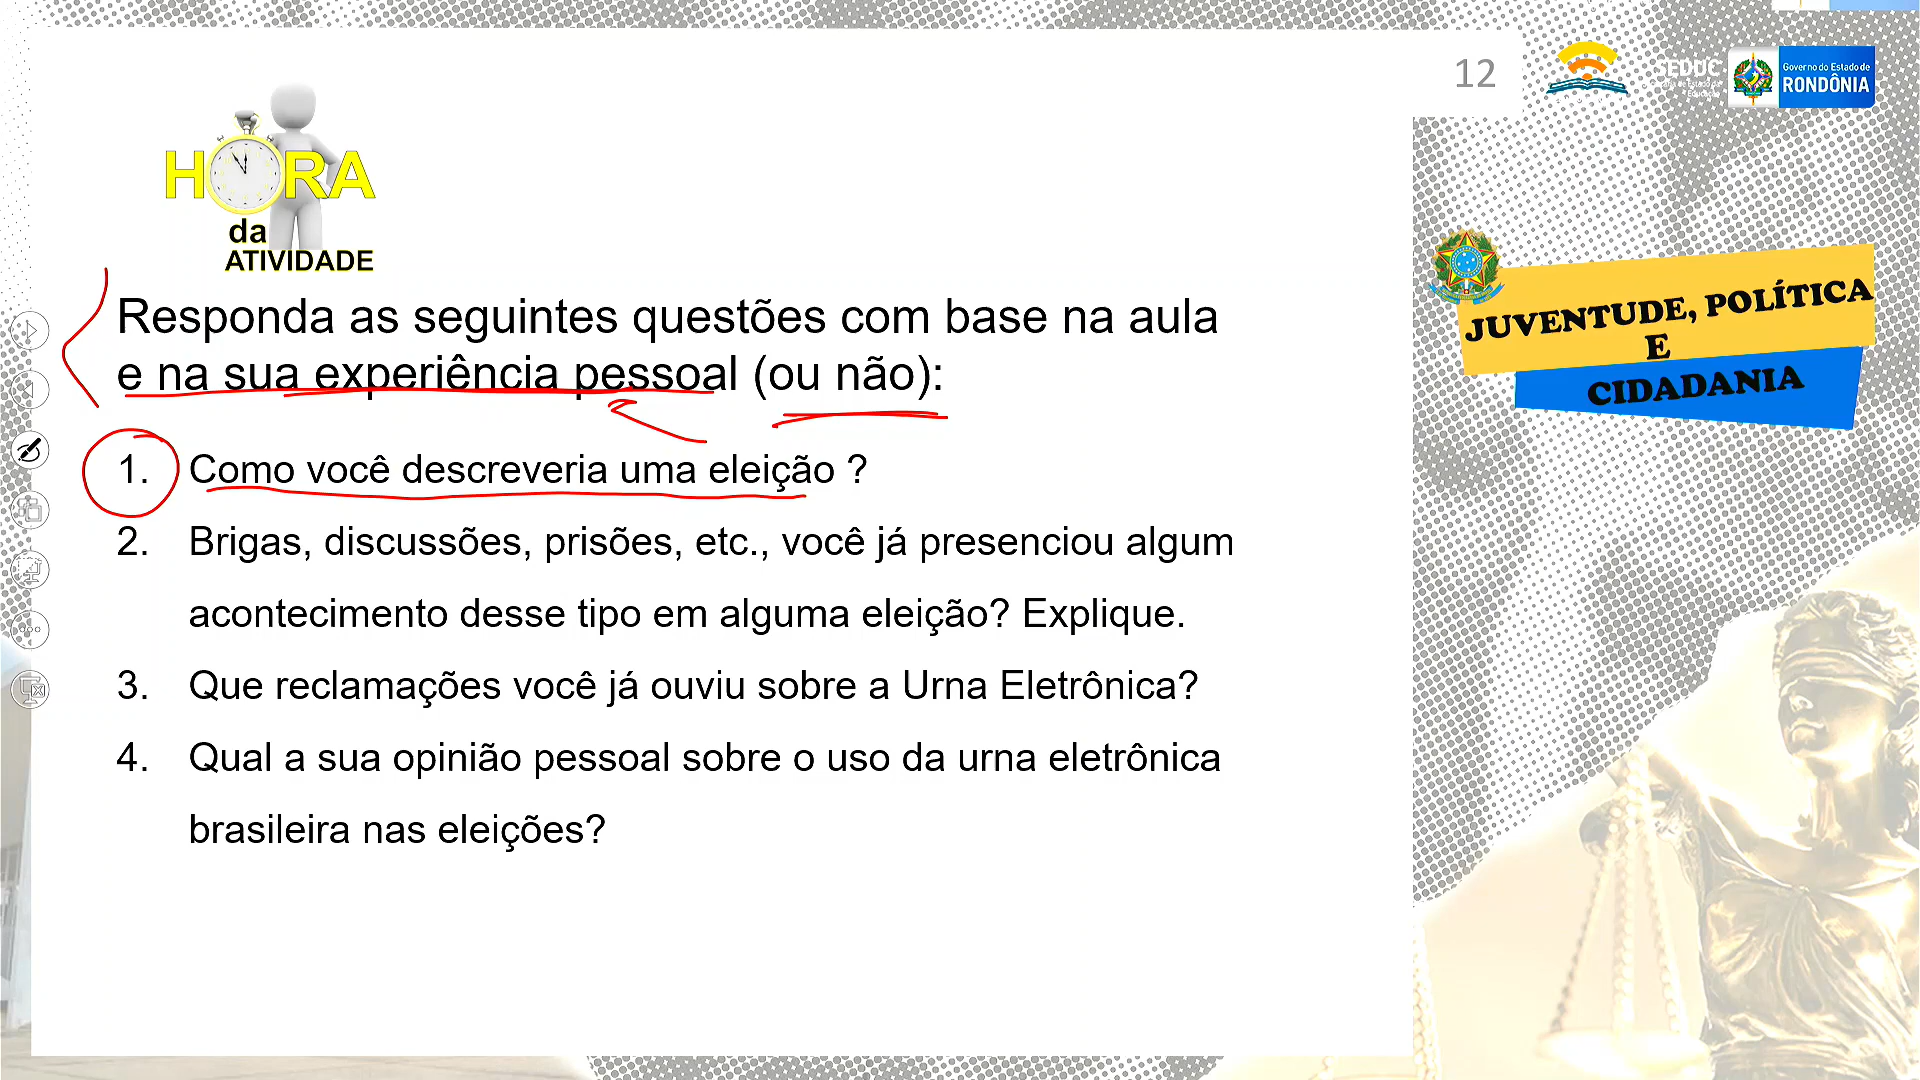 12
SEDUC
Governo do Estado de
RONDÔNIA
HORA
da
ATIVIDADE
JUVENTUDE, POLÍTICA
E
CIDADANIA
Responda as seguintes questões com base na aula
e na sua experiência pessoal (ou não):
1. Como você descreveria uma eleição ?
2. Brigas, discussões, prisões, etc., você já presenciou algum
acontecimento desse tipo em alguma eleição? Explique.
3. Que reclamações você já ouviu sobre a Urna Eletrônica?
4. Qual a sua opinião pessoal sobre o uso da urna eletrônica
brasileira nas eleições?